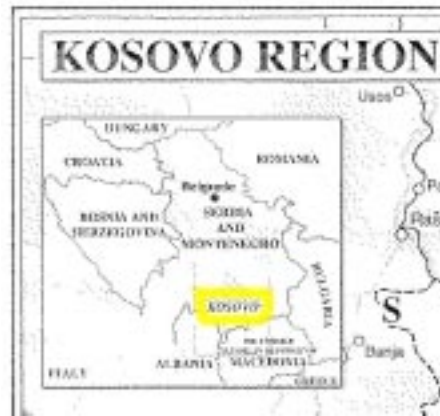 KOSOVO REGION
Usos
HUNGARY
CROATIA
ROMANIA
Belgrade
BOSNIA AND
HERZEGOVINA
SERBIA
AND
MONTENEGRO
BULGARIA
S
KOSOVO
Banja
ALBANIA
MACEDONIA
ITALY
GREECE